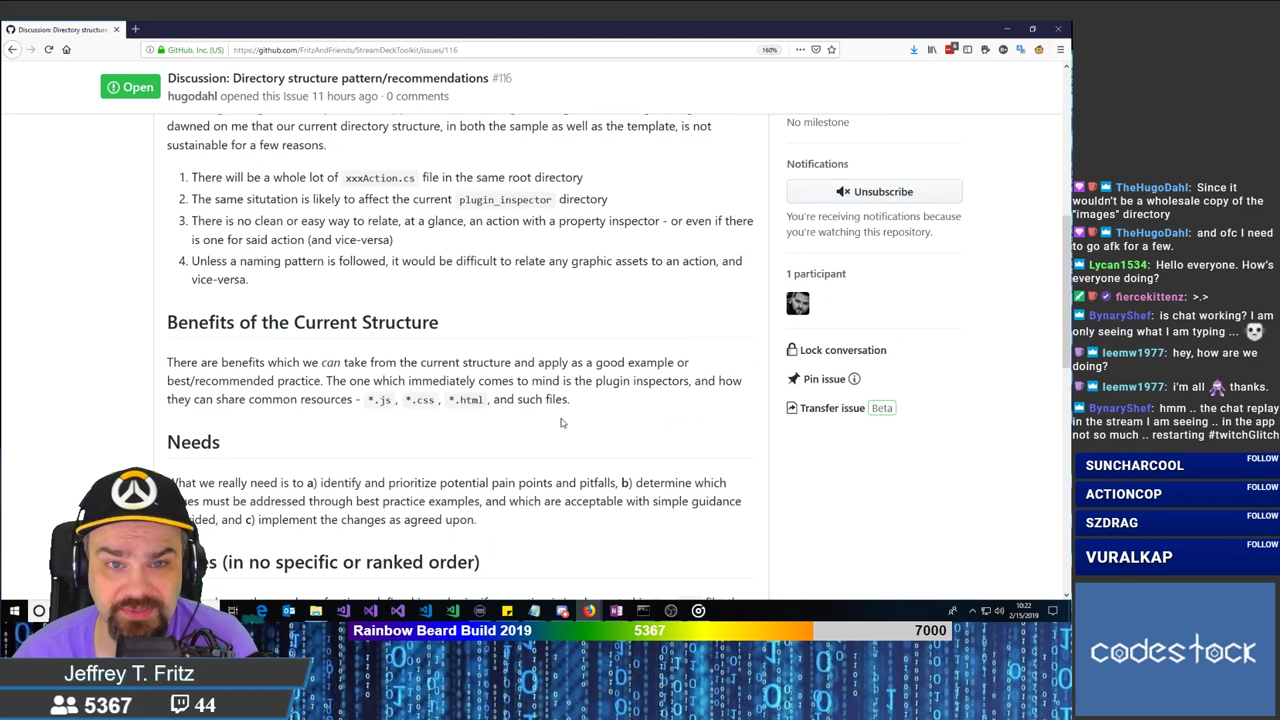 Discussion: Directory structure
GitHub, Inc. (US)
https://github.com/FritzAndFriends/StreamDeckToolkit/issues/116
160%
Open
Discussion: Directory structure pattern/recommendations #116
hugodahl opened this Issue 11 hours ago · 0 comments
dawned on me that our current directory structure, in both the sample as well as the template, is not
sustainable for a few reasons.
1. There will be a whole lot of xxxAction.cs file in the same root directory
2. The same situtation is likely to affect the current plugin_inspector directory
3. There is no clean or easy way to relate, at a glance, an action with a property inspector - or even if there
is one for said action (and vice-versa)
4. Unless a naming pattern is followed, it would be difficult to relate any graphic assets to an action, and
vice-versa.
Benefits of the Current Structure
There are benefits which we can take from the current structure and apply as a good example or
best/recommended practice. The one which immediately comes to mind is the plugin inspectors, and how
they can share common resources - *.js, *.css, *.html, and such files.
Needs
What we really need is to a) identify and prioritize potential pain points and pitfalls, b) determine which
must be addressed through best practice examples, and which are acceptable with simple guidance
and c) implement the changes as agreed upon.
(in no specific or ranked order)
No milestone
Notifications
Unsubscribe
You're receiving notifications because
you're watching this repository.
1 participant
Lock conversation
Pin issue
Transfer issue Beta
TheHugoDahl: Since it
wouldn't be a wholesale copy of the
"images" directory
TheHugoDahl: and ofc I need
to go afk for a few.
Lycan1534: Hello everyone. How's
everyone doing?
fiercekittenz: >.>
BynaryShef: is chat working? I am
only seeing what I am typing ...
leemw1977: hey, how are we
doing?
leemw1977: i'm all thanks.
BynaryShef: hmm .. the chat replay
in the stream I am seeing .. in the app
not so much .. restarting #twitchGlitch
SUNCHARCOOL FOLLOW
ACTIONCOP FOLLOW
SZDRAG FOLLOW
VURALKAP FOLLOW
codestock
10:22
2/15/2019
Rainbow Beard Build 2019 5367 7000
Jeffrey T. Fritz
5367 44